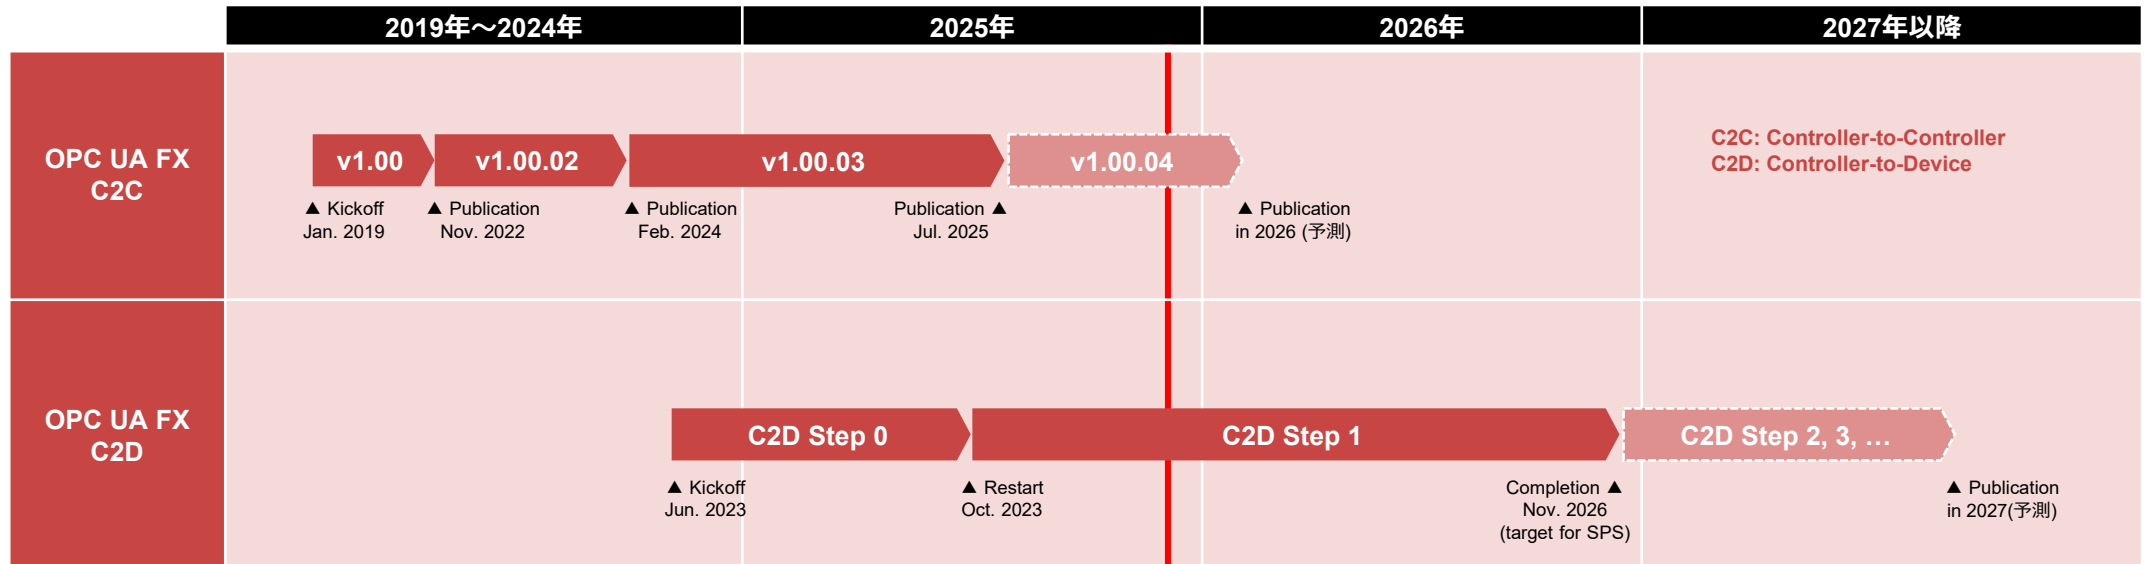 2019年～2024年
2025年
2026年
2027年以降
OPC UA FX
C2C
v1.00
v1.00.02
v1.00.03
v1.00.04
C2C: Controller-to-Controller
C2D: Controller-to-Device
▲ Kickoff
Jan. 2019
▲ Publication
Nov. 2022
▲ Publication
Feb. 2024
Publication ▲
Jul. 2025
▲ Publication
in 2026 (予測)
OPC UA FX
C2D
C2D Step 0
C2D Step 1
C2D Step 2, 3, …
▲ Kickoff
Jun. 2023
▲ Restart
Oct. 2023
Completion ▲
Nov. 2026
(target for SPS)
▲ Publication
in 2027(予測)